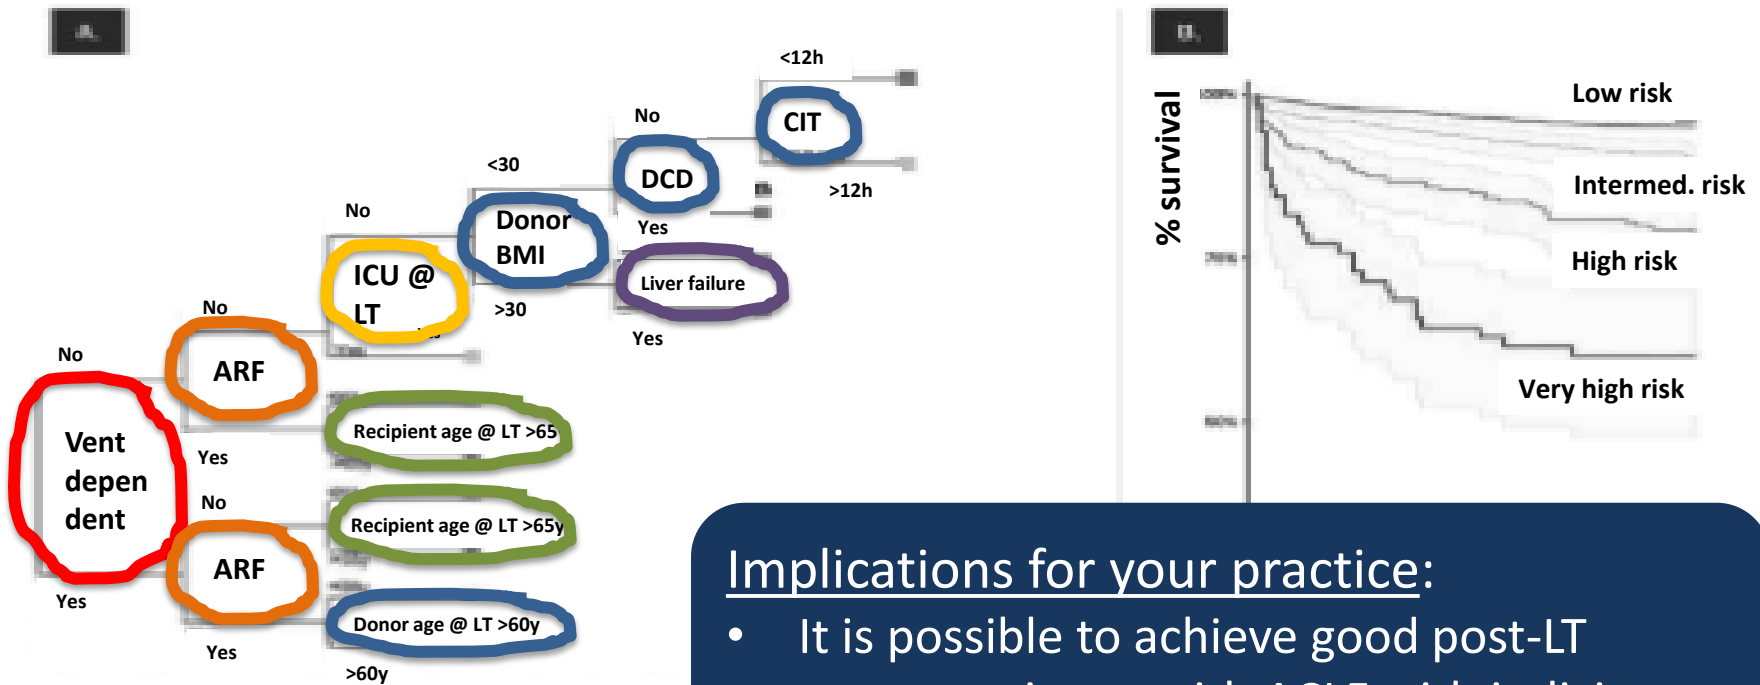 A.
<12h
No
CIT
<30
DCD
>12h
No
Donor
BMI
Yes
ICU @
LT
Liver failure
No
>30
Yes
No
ARF
Vent
depen
dent
Recipient age @ LT >65
Yes
No
Recipient age @ LT >65y
ARF
Yes
Donor age @ LT >60y
Yes
>60y
B.
% survival
100%
Low risk
Intermed. risk
75%
High risk
Very high risk
Implications for your practice:
• It is possible to achieve good post-LT